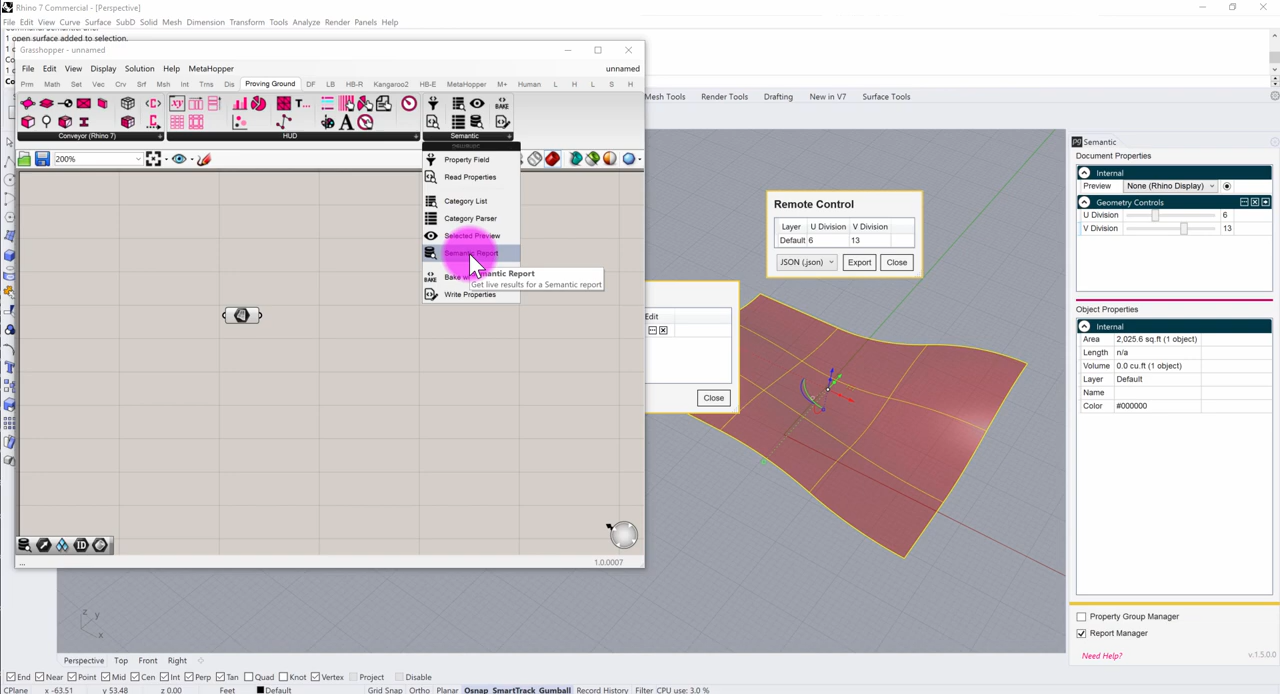 Rhino 7 Commercial - [Perspective]
File Edit View Curve Surface SubD Solid Mesh Dimension Transform Tools Analyze Render Panels Help
1 open surface added to selection.
Grasshopper - unnamed
File Edit View Display Solution Help MetaHopper
unnamed
Prm Math Set Vec Crv Srf Msh Int Trns Dis Proving Ground DF LB HB-R Kangaroo2 HB-E MetaHopper M+ Human L H L S H
Mesh Tools Render Tools Drafting New in V7 Surface Tools
BAKE
Conveyor (Rhino 7) HUD Semantic
200%
Property Field
Read Properties
Category List
Category Parser
Selected Preview
Semantic Report
Semantic Report
Get live results for a Semantic report
BAKE
Write Properties
1.0.0007
Remote Control
Layer U Division V Division
Default 6 13
JSON (.json) Export Close
Edit
Close
Semantic
Document Properties
Internal
Preview None (Rhino Display)
Geometry Controls
U Division 6
V Division 13
Object Properties
Internal
Area 2,025.6 sq.ft (1 object)
Length n/a
Volume 0.0 cu.ft (1 object)
Layer Default
Name
Color #000000
Property Group Manager
Report Manager
Need Help?
v:1.5.0.0
z y
x
Perspective Top Front Right
End Near Point Mid Cen Int Perp Tan Quad Knot Vertex Project Disable
CPlane x -63.51 y 53.48 z 0.00 Feet Default Grid Snap Ortho Planar Osnap SmartTrack Gumball Record History Filter CPU use: 3.0 %